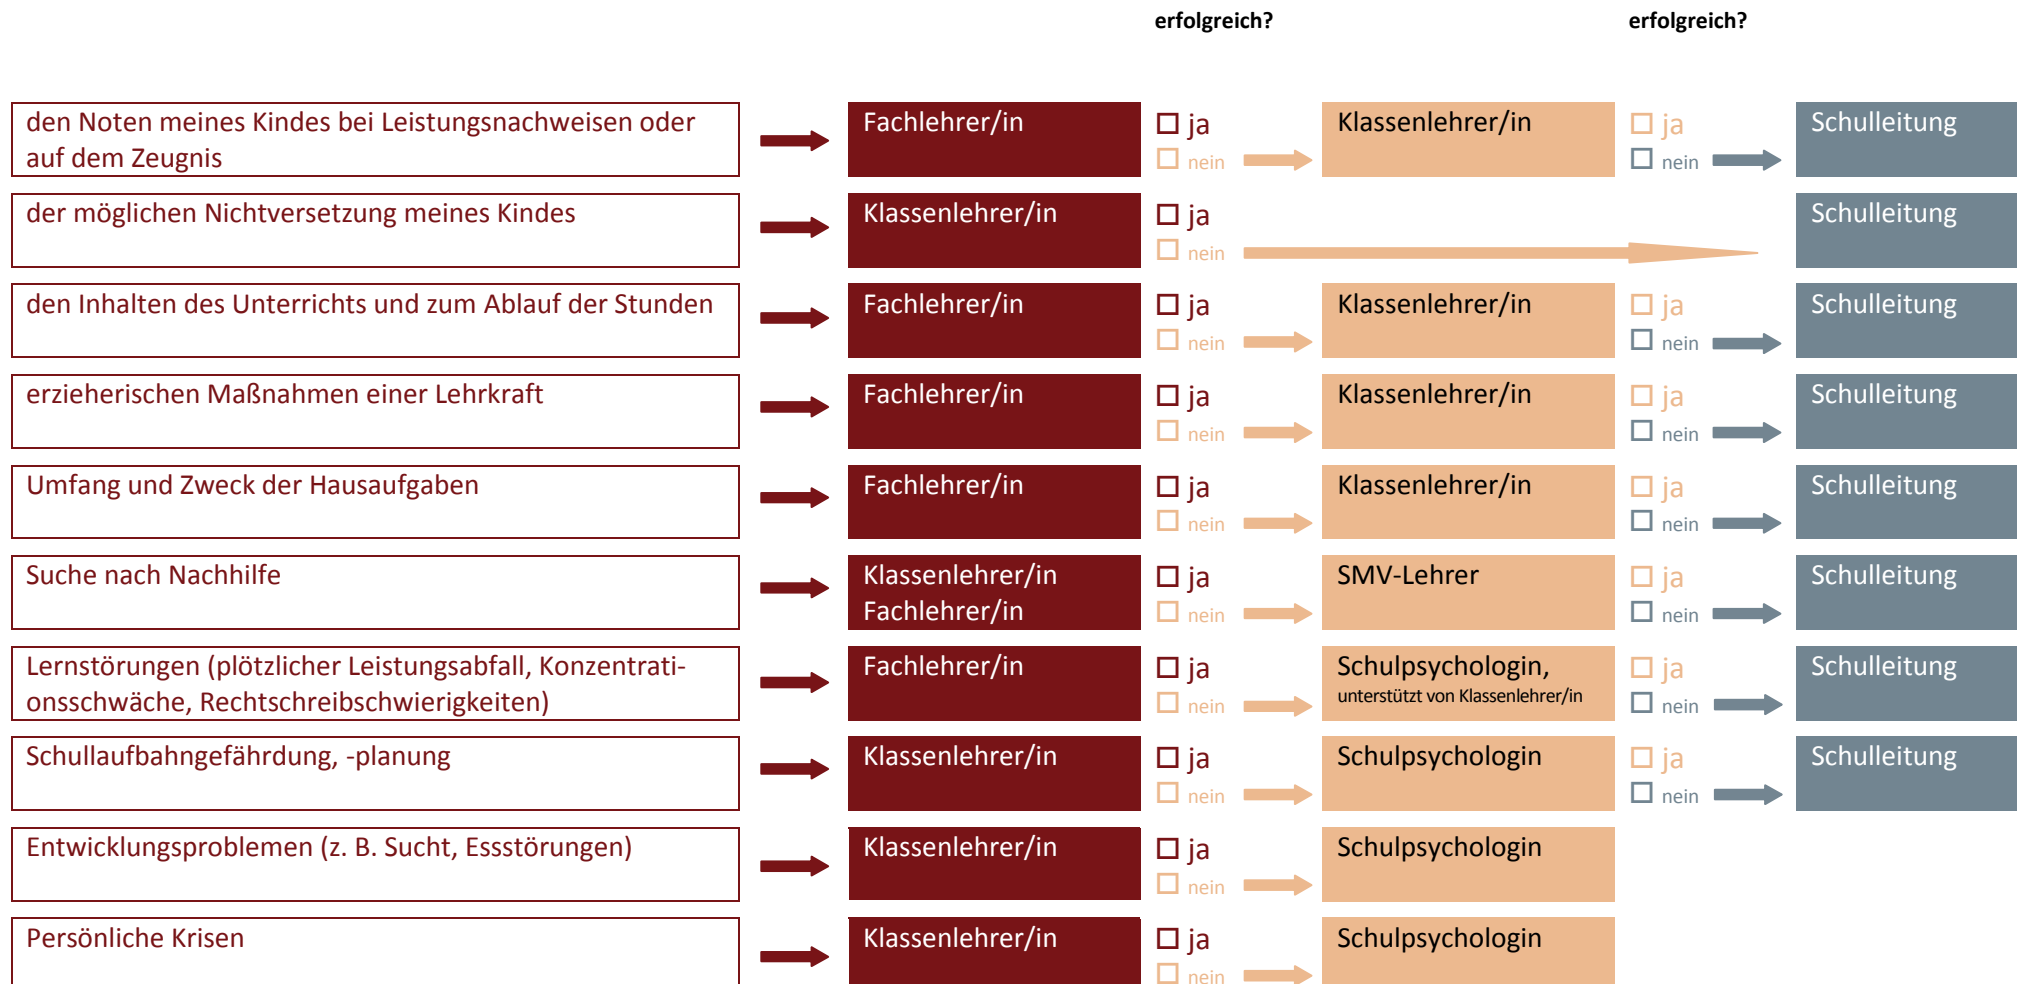 erfolgreich? erfolgreich?
den Noten meines Kindes bei Leistungsnachweisen oder
auf dem Zeugnis
Fachlehrer/in
ja
nein
Klassenlehrer/in
ja
nein
Schulleitung
der möglichen Nichtversetzung meines Kindes
Klassenlehrer/in
ja
nein
Schulleitung
den Inhalten des Unterrichts und zum Ablauf der Stunden
Fachlehrer/in
ja
nein
Klassenlehrer/in
ja
nein
Schulleitung
erzieherischen Maßnahmen einer Lehrkraft
Fachlehrer/in
ja
nein
Klassenlehrer/in
ja
nein
Schulleitung
Umfang und Zweck der Hausaufgaben
Fachlehrer/in
ja
nein
Klassenlehrer/in
ja
nein
Schulleitung
Suche nach Nachhilfe
Klassenlehrer/in
Fachlehrer/in
ja
nein
SMV-Lehrer
ja
nein
Schulleitung
Lernstörungen (plötzlicher Leistungsabfall, Konzentrati-
onsschwäche, Rechtschreibschwierigkeiten)
Fachlehrer/in
ja
nein
Schulpsychologin,
unterstützt von Klassenlehrer/in
ja
nein
Schulleitung
Schullaufbahngefährdung, -planung
Klassenlehrer/in
ja
nein
Schulpsychologin
ja
nein
Schulleitung
Entwicklungsproblemen (z. B. Sucht, Essstörungen)
Klassenlehrer/in
ja
nein
Schulpsychologin
Persönliche Krisen
Klassenlehrer/in
ja
nein
Schulpsychologin